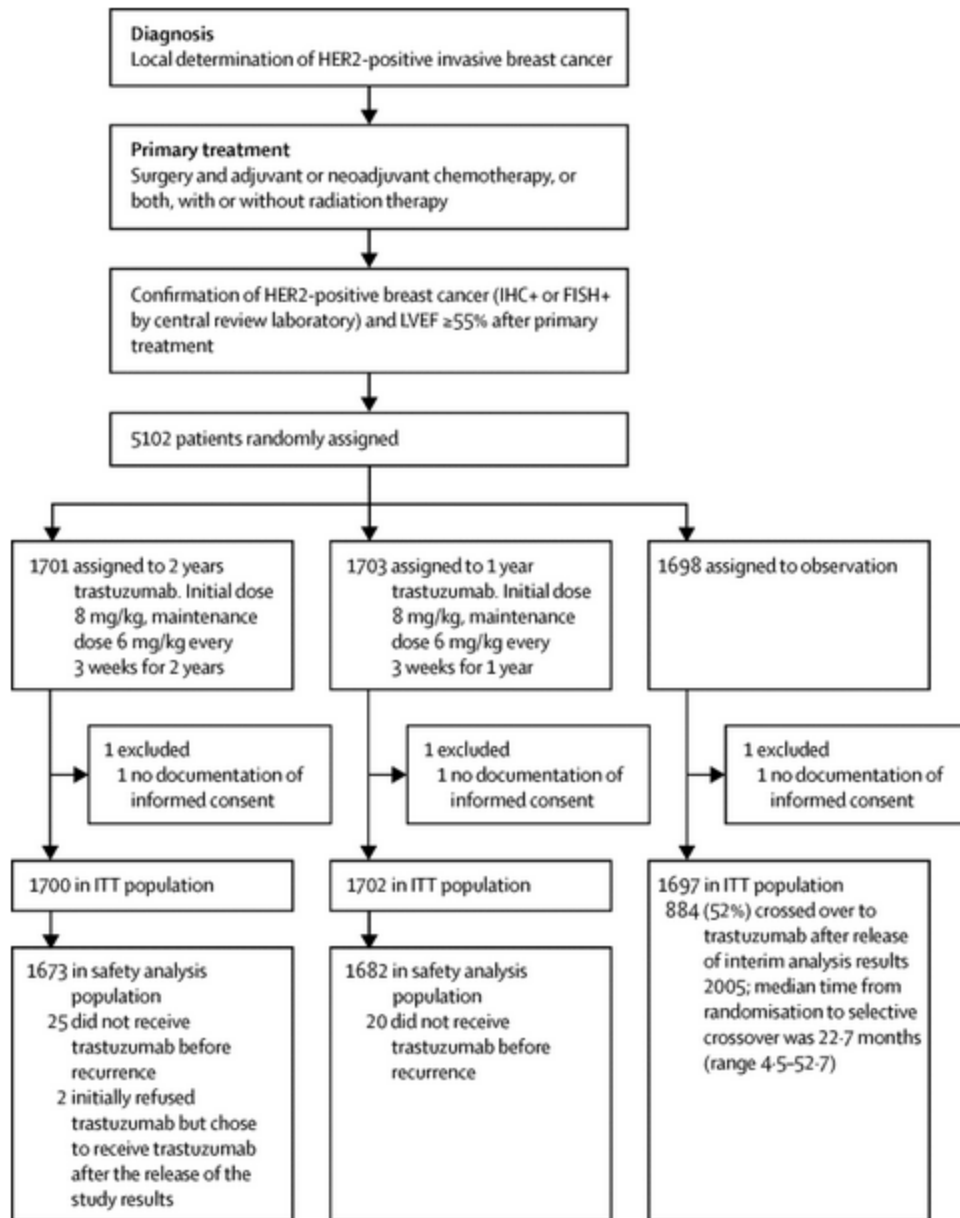 Diagnosis
Local determination of HER2-positive invasive breast cancer
Primary treatment
Surgery and adjuvant or neoadjuvant chemotherapy, or
both, with or without radiation therapy
Confirmation of HER2-positive breast cancer (IHC+ or FISH+
by central review laboratory) and LVEF ≥55% after primary
treatment
5102 patients randomly assigned
1701 assigned to 2 years
trastuzumab. Initial dose
8 mg/kg, maintenance
dose 6 mg/kg every
3 weeks for 2 years
1703 assigned to 1 year
trastuzumab. Initial dose
8 mg/kg, maintenance
dose 6 mg/kg every
3 weeks for 1 year
1698 assigned to observation
1 excluded
1 no documentation of
informed consent
1 excluded
1 no documentation of
informed consent
1 excluded
1 no documentation of
informed consent
1700 in ITT population
1702 in ITT population
1697 in ITT population
884 (52%) crossed over to
trastuzumab after release
of interim analysis results
2005; median time from
randomisation to selective
crossover was 22·7 months
(range 4·5–52·7)
1673 in safety analysis
population
25 did not receive
trastuzumab before
recurrence
2 initially refused
trastuzumab but chose
to receive trastuzumab
after the release of the
study results
1682 in safety analysis
population
20 did not receive
trastuzumab before
recurrence